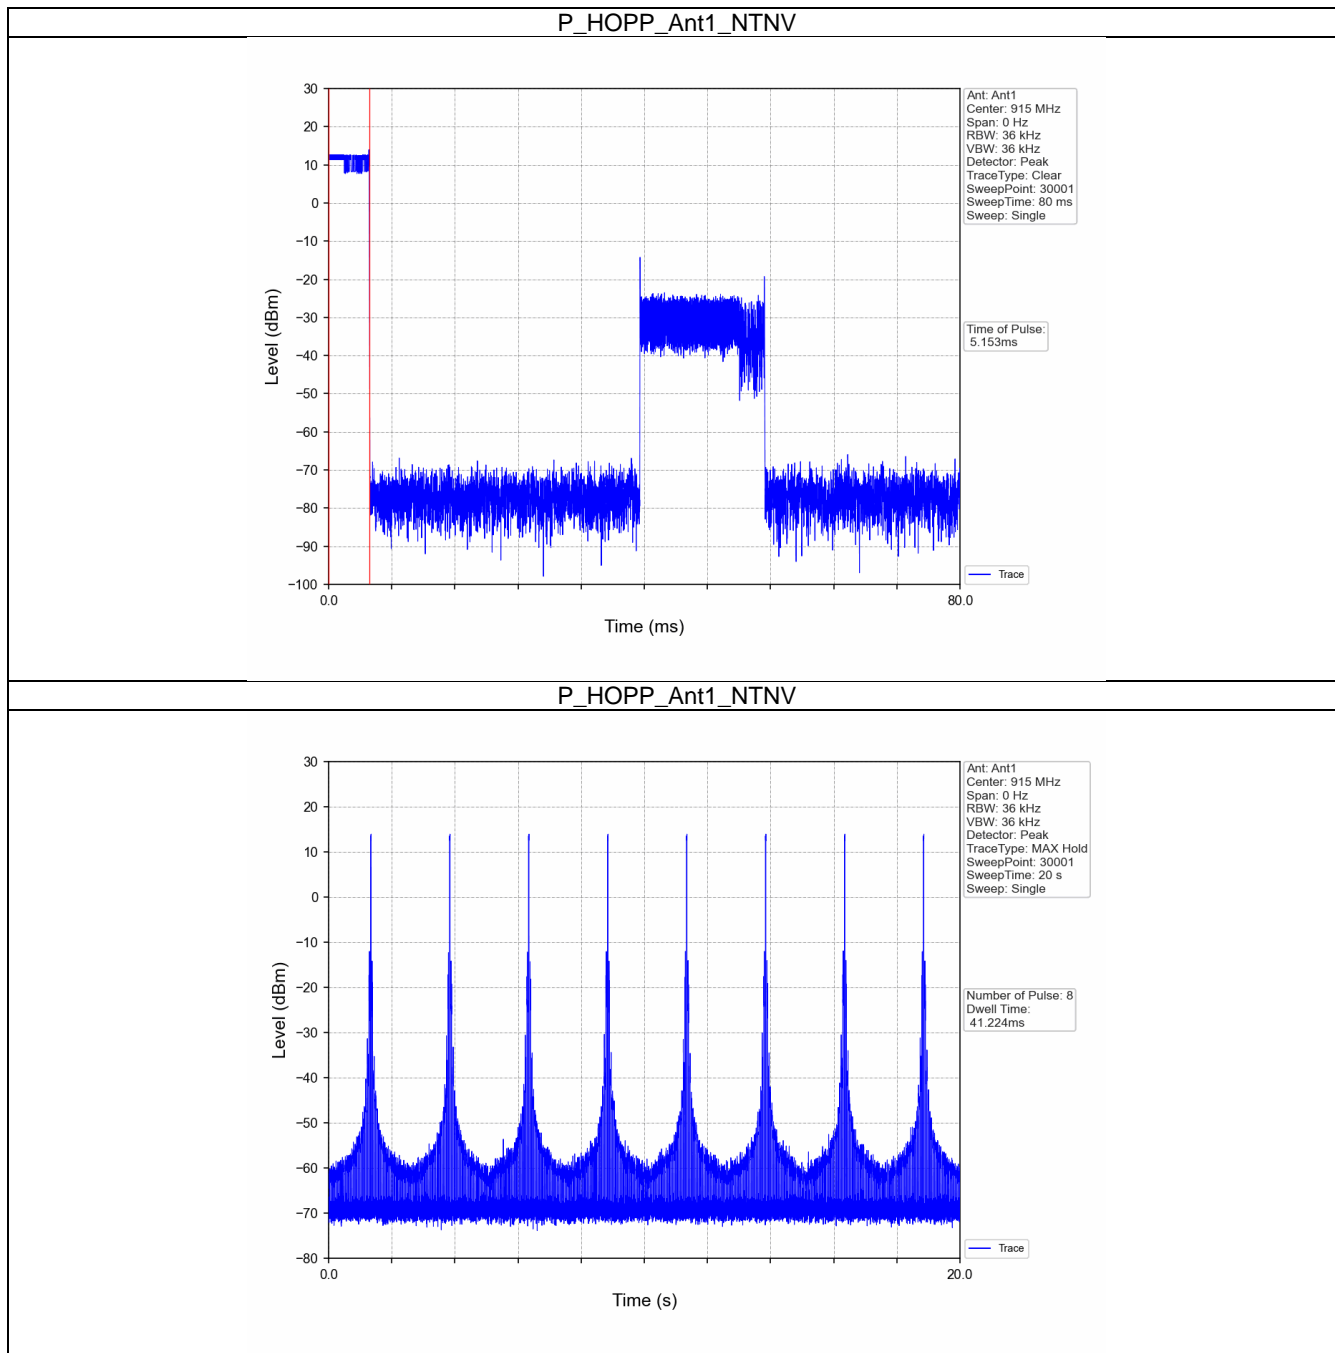 P_HOPP_Ant1_NTNV
30
20
10
0
−10
−20
−30
−40
−50
−60
−70
−80
−90
−100
Level (dBm)
0.0
80.0
Time (ms)
Ant: Ant1
Center: 915 MHz
Span: 0 Hz
RBW: 36 kHz
VBW: 36 kHz
Detector: Peak
TraceType: Clear
SweepPoint: 30001
SweepTime: 80 ms
Sweep: Single
Time of Pulse:
5.153ms
Trace
P_HOPP_Ant1_NTNV
30
20
10
0
−10
−20
−30
−40
−50
−60
−70
−80
Level (dBm)
0.0
20.0
Time (s)
Ant: Ant1
Center: 915 MHz
Span: 0 Hz
RBW: 36 kHz
VBW: 36 kHz
Detector: Peak
TraceType: MAX Hold
SweepPoint: 30001
SweepTime: 20 s
Sweep: Single
Number of Pulse: 8
Dwell Time:
41.224ms
Trace